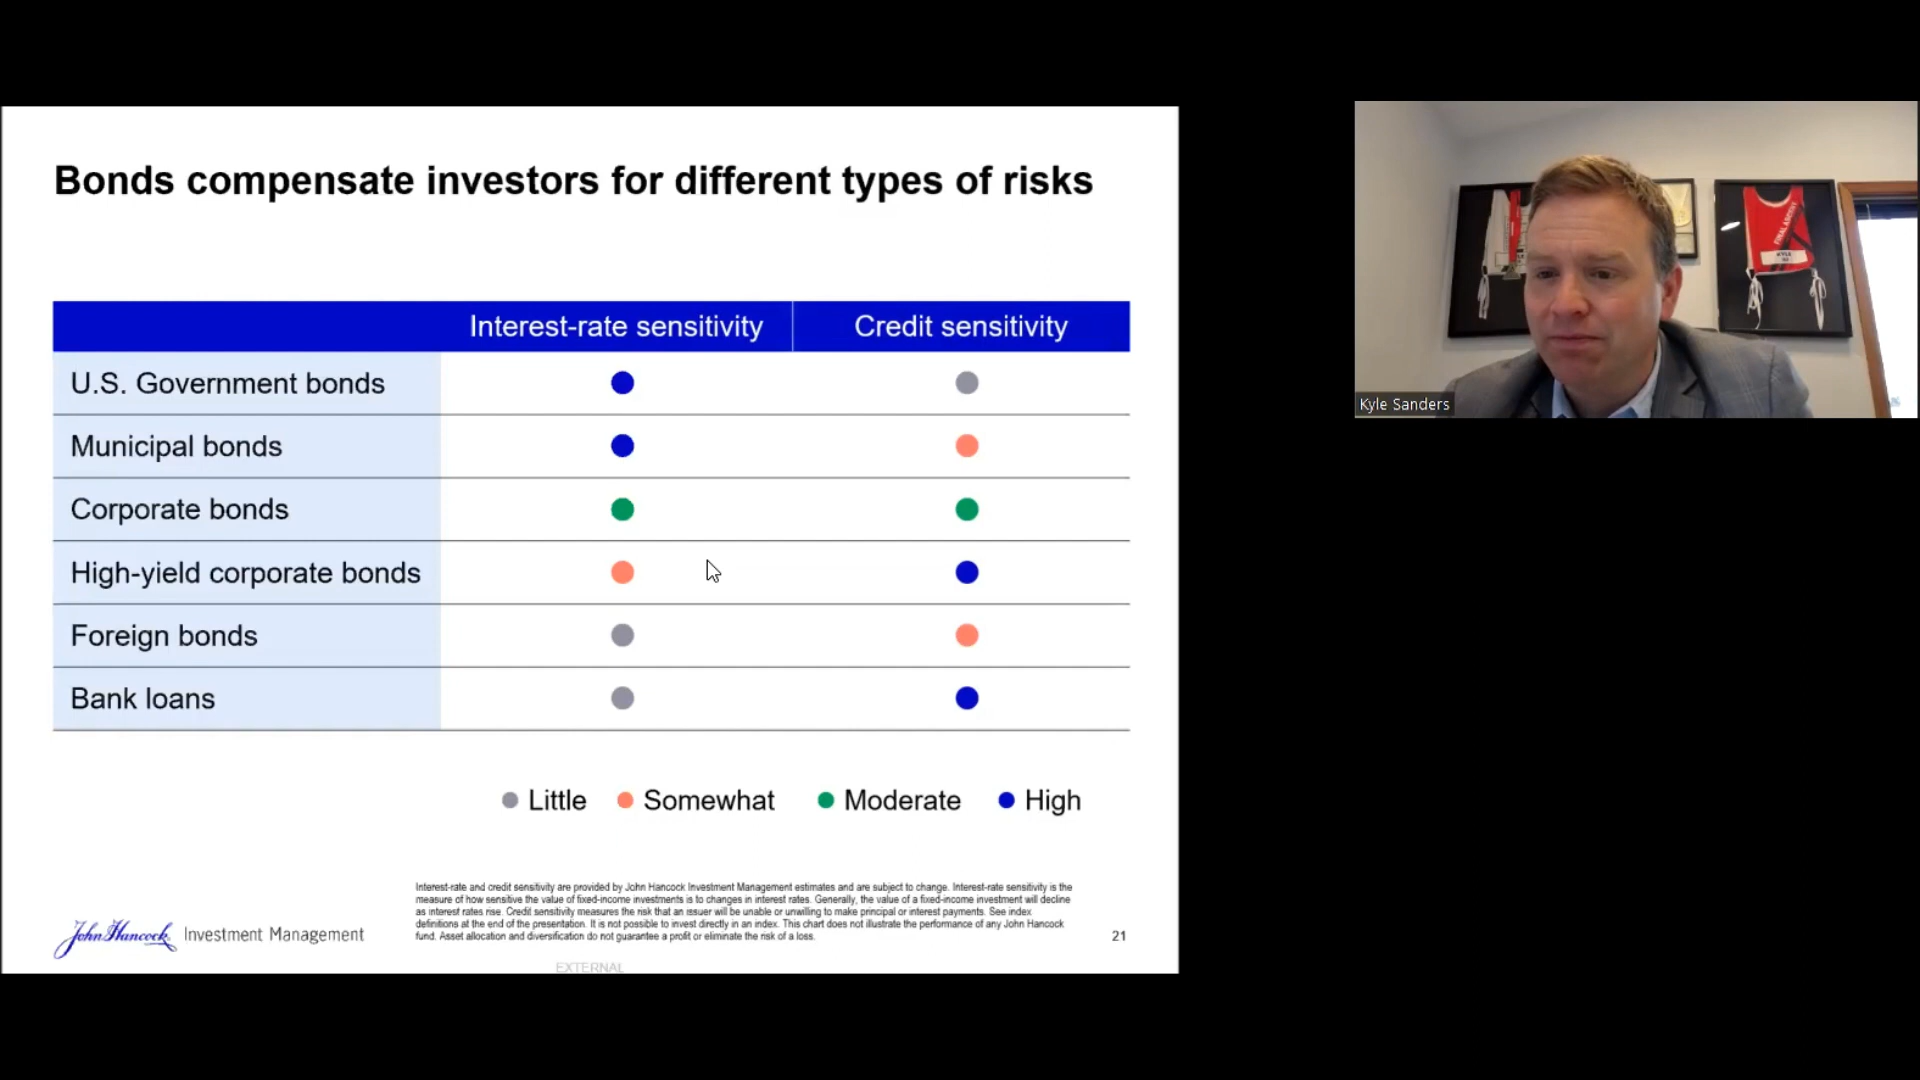 Bonds compensate investors for different types of risks
Interest-rate sensitivity Credit sensitivity
U.S. Government bonds
Municipal bonds
Corporate bonds
High-yield corporate bonds
Foreign bonds
Bank loans
Little Somewhat Moderate High
Interest-rate and credit sensitivity are provided by John Hancock Investment Management estimates and are subject to change. Interest-rate sensitivity is the
measure of how sensitive the value of fixed-income investments is to changes in interest rates. Generally, the value of a fixed-income investment will decline
as interest rates rise. Credit sensitivity measures the risk that an issuer will be unable or unwilling to make principal or interest payments. See index
definitions at the end of the presentation. It is not possible to invest directly in an index. This chart does not illustrate the performance of any John Hancock
fund. Asset allocation and diversification do not guarantee a profit or eliminate the risk of a loss.
John Hancock Investment Management
21
EXTERNAL
FINAL ASCENT
KYLE
Kyle Sanders